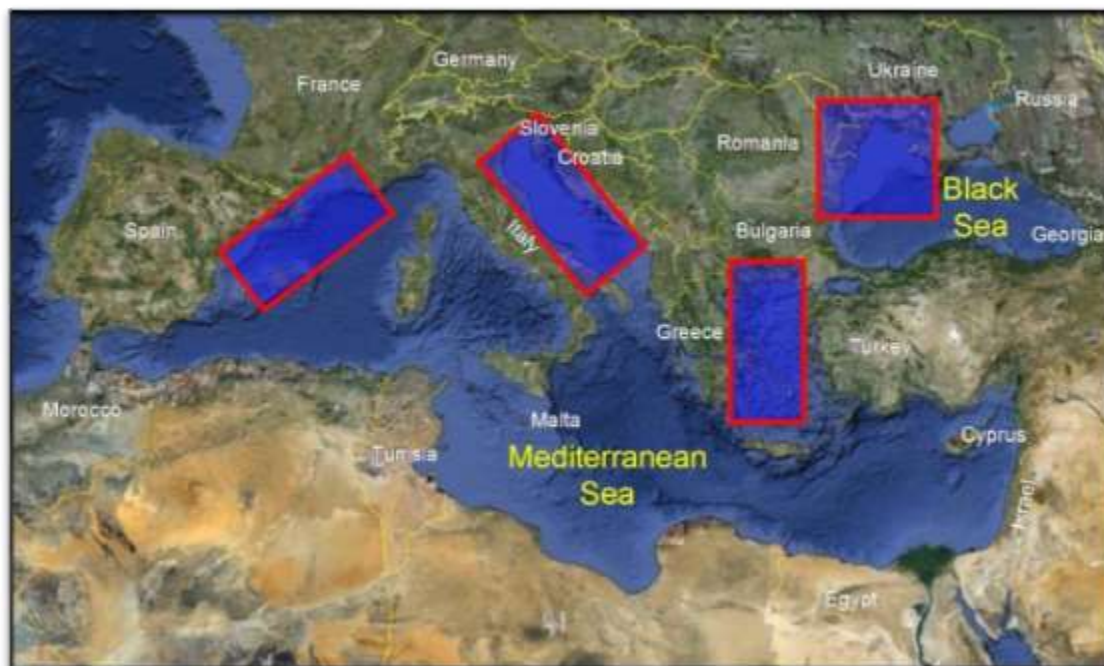 Germany
Ukraine
France
Russia
Slovenia
Romania
Croatia
Black
Sea
Spain
Italy
Bulgaria
Georgia
Greece
Turkey
Morocco
Malta
Cyprus
Tunisia
Mediterranean
Sea
Israel
Egypt